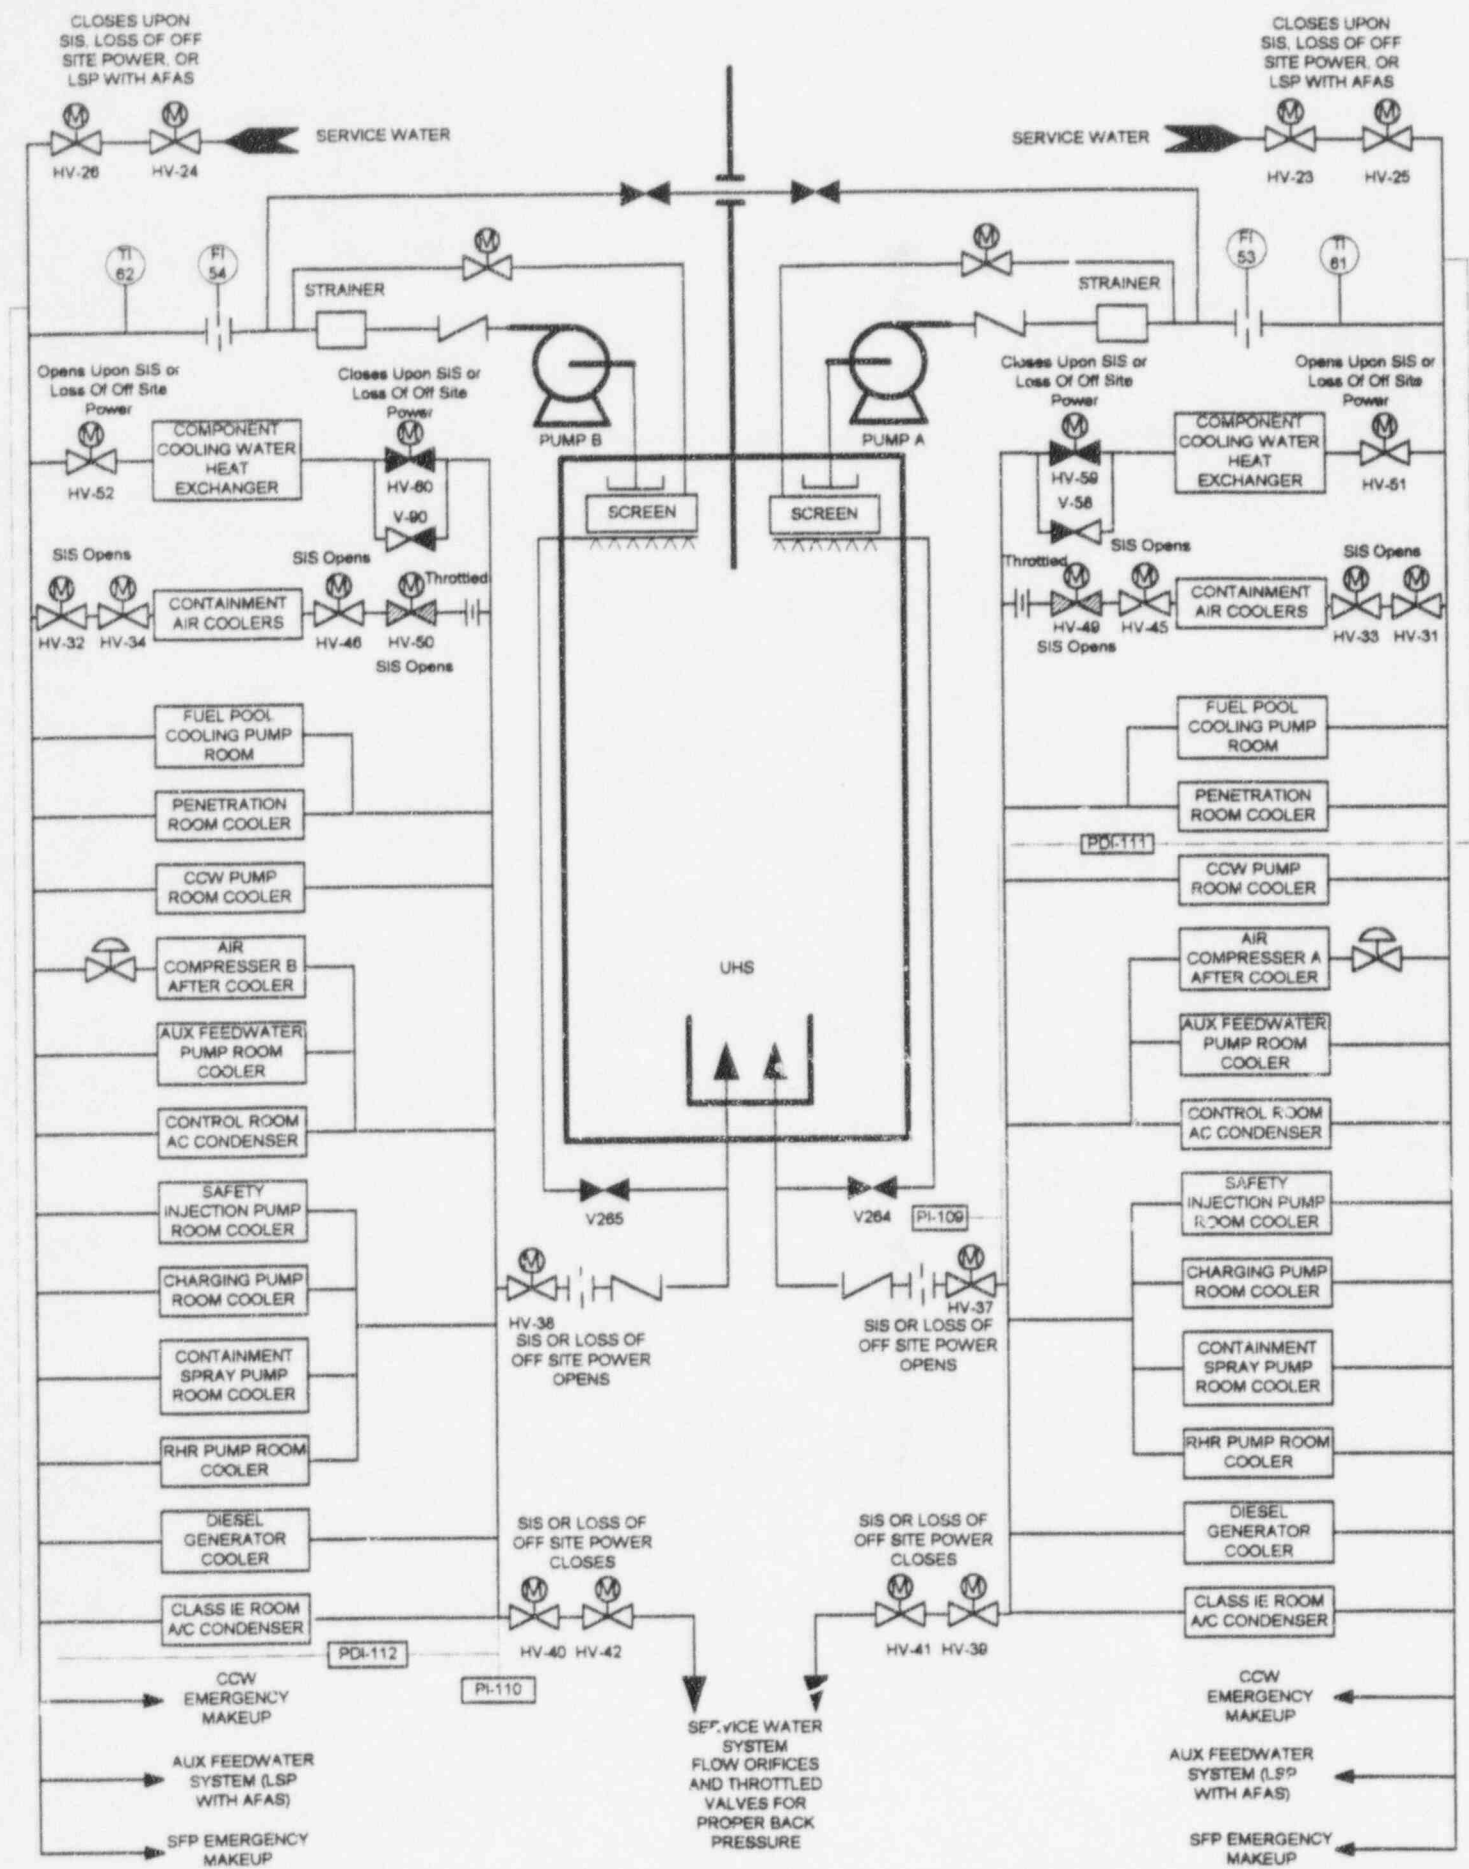 CLOSES UPON
SIS, LOSS OF OFF
SITE POWER, OR
LSP WITH AFAS
M
M
SERVICE WATER
HV-26
HV-24
CLOSES UPON
SIS, LOSS OF OFF
SITE POWER, OR
LSP WITH AFAS
SERVICE WATER
M
M
HV-23
HV-25
TI
62
FI
54
M
STRAINER
M
STRAINER
FI
53
TI
61
Opens Upon SIS or
Loss Of Off Site
Power
Closes Upon SIS or
Loss Of Off Site
Power
PUMP B
PUMP A
Closes Upon SIS or
Loss Of Off Site
Power
Opens Upon SIS or
Loss Of Off Site
Power
M
HV-52
COMPONENT
COOLING WATER
HEAT
EXCHANGER
M
HV-60
V-90
SCREEN
SCREEN
M
HV-59
V-58
COMPONENT
COOLING WATER
HEAT
EXCHANGER
M
HV-51
SIS Opens
M
M
HV-32
HV-34
CONTAINMENT
AIR COOLERS
SIS Opens
M
M
Throttled
HV-46
HV-50
SIS Opens
Throttled
M
SIS Opens
M
HV-49
HV-45
SIS Opens
CONTAINMENT
AIR COOLERS
SIS Opens
M
M
HV-33
HV-31
FUEL POOL
COOLING PUMP
ROOM
PENETRATION
ROOM COOLER
CCW PUMP
ROOM COOLER
AIR
COMPRESSER B
AFTER COOLER
AUX FEEDWATER
PUMP ROOM
COOLER
CONTROL ROOM
AC CONDENSER
SAFETY
INJECTION PUMP
ROOM COOLER
CHARGING PUMP
ROOM COOLER
CONTAINMENT
SPRAY PUMP
ROOM COOLER
RHR PUMP ROOM
COOLER
DIESEL
GENERATOR
COOLER
CLASS IE ROOM
A/C CONDENSER
PDI-112
PI-110
CCW
EMERGENCY
MAKEUP
AUX FEEDWATER
SYSTEM (LSP
WITH AFAS)
SFP EMERGENCY
MAKEUP
UHS
V265
V264
PI-109
M
HV-38
SIS OR LOSS OF
OFF SITE POWER
OPENS
M
HV-37
SIS OR LOSS OF
OFF SITE POWER
OPENS
SIS OR LOSS OF
OFF SITE POWER
CLOSES
M
M
HV-40
HV-42
SIS OR LOSS OF
OFF SITE POWER
CLOSES
M
M
HV-41
HV-39
SERVICE WATER
SYSTEM
FLOW ORIFICES
AND THROTTLED
VALVES FOR
PROPER BACK
PRESSURE
FUEL POOL
COOLING PUMP
ROOM
PENETRATION
ROOM COOLER
PDI-111
CCW PUMP
ROOM COOLER
AIR
COMPRESSER A
AFTER COOLER
AUX FEEDWATER
PUMP ROOM
COOLER
CONTROL ROOM
AC CONDENSER
SAFETY
INJECTION PUMP
ROOM COOLER
CHARGING PUMP
ROOM COOLER
CONTAINMENT
SPRAY PUMP
ROOM COOLER
RHR PUMP ROOM
COOLER
DIESEL
GENERATOR
COOLER
CLASS IE ROOM
A/C CONDENSER
CCW
EMERGENCY
MAKEUP
AUX FEEDWATER
SYSTEM (LSP
WITH AFAS)
SFP EMERGENCY
MAKEUP